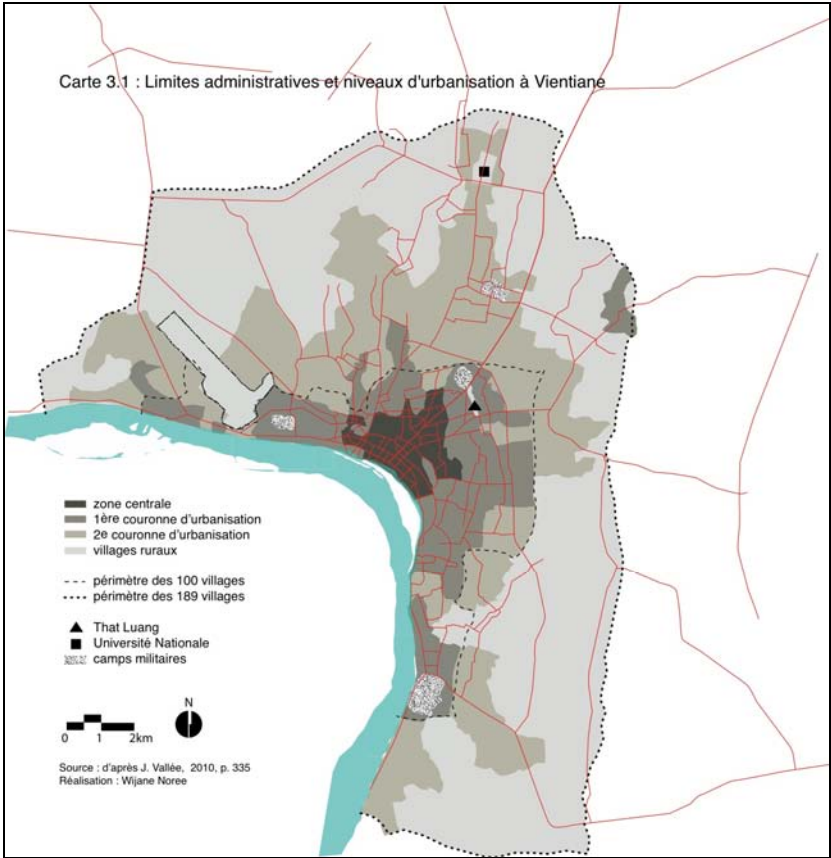 Carte 3.1 : Limites administratives et niveaux d'urbanisation à Vientiane
zone centrale
1ère couronne d'urbanisation
2e couronne d'urbanisation
villages ruraux
périmètre des 100 villages
périmètre des 189 villages
That Luang
Université Nationale
camps militaires
N
0 1 2km
Source : d'après J. Vallée, 2010, p. 335
Réalisation : Wijane Noree